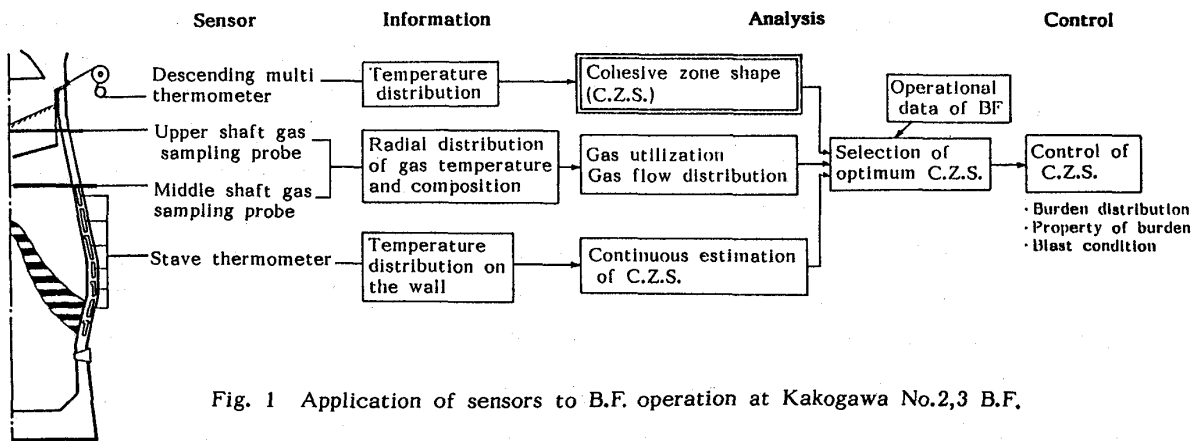 Sensor
Information
Analysis
Control
Descending multi
thermometer
Temperature
distribution
Cohesive zone shape
(C.Z.S.)
Operational
data of BF
Upper shaft gas
sampling probe
Middle shaft gas
sampling probe
Radial distribution
of gas temperature
and composition
Gas utilization
Gas flow distribution
Selection of
optimum C.Z.S.
Control of
C.Z.S.
· Burden distribution
· Property of burden
· Blast condition
Stave thermometer
Temperature
distribution on
the wall
Continuous estimation
of C.Z.S.
Fig. 1 Application of sensors to B.F. operation at Kakogawa No.2,3 B.F.